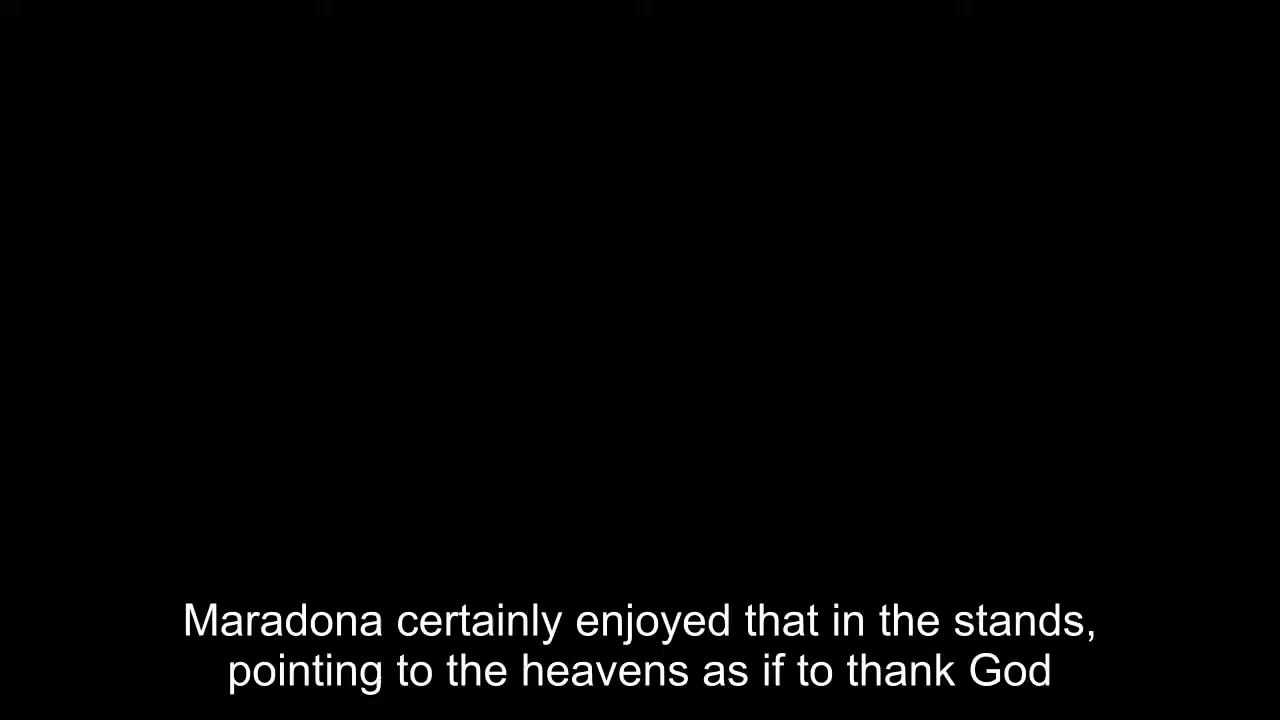 Maradona certainly enjoyed that in the stands,
pointing to the heavens as if to thank God